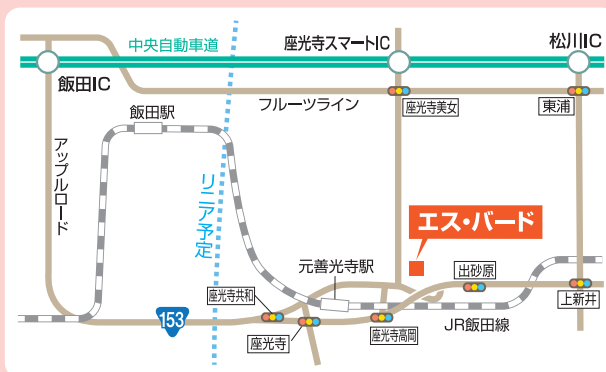 中央自動車道
座光寺スマートIC
松川IC
飯田IC
飯田駅
フルーツライン
座光寺美女
東浦
アップルロード
リニア予定
エス・バード
元善光寺駅
出砂原
座光寺共和
上新井
153
座光寺
座光寺高岡
JR飯田線